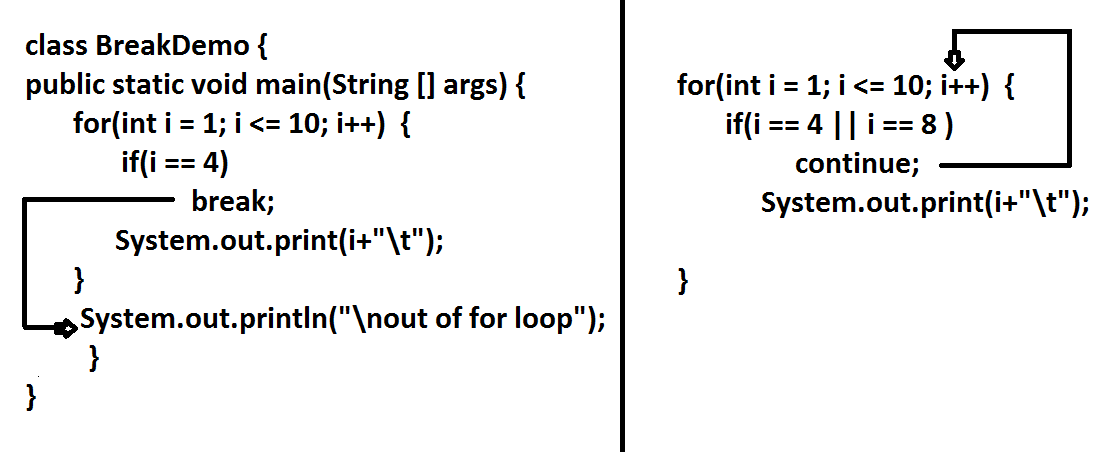 class BreakDemo {
public static void main(String [] args) {
for(int i = 1; i <= 10; i++) {
if(i == 4)
break;
System.out.print(i+"\t");
}
System.out.println("\nout of for loop");
}
}
for(int i = 1; i <= 10; i++) {
if(i == 4 || i == 8 )
continue;
System.out.print(i+"\t");
}